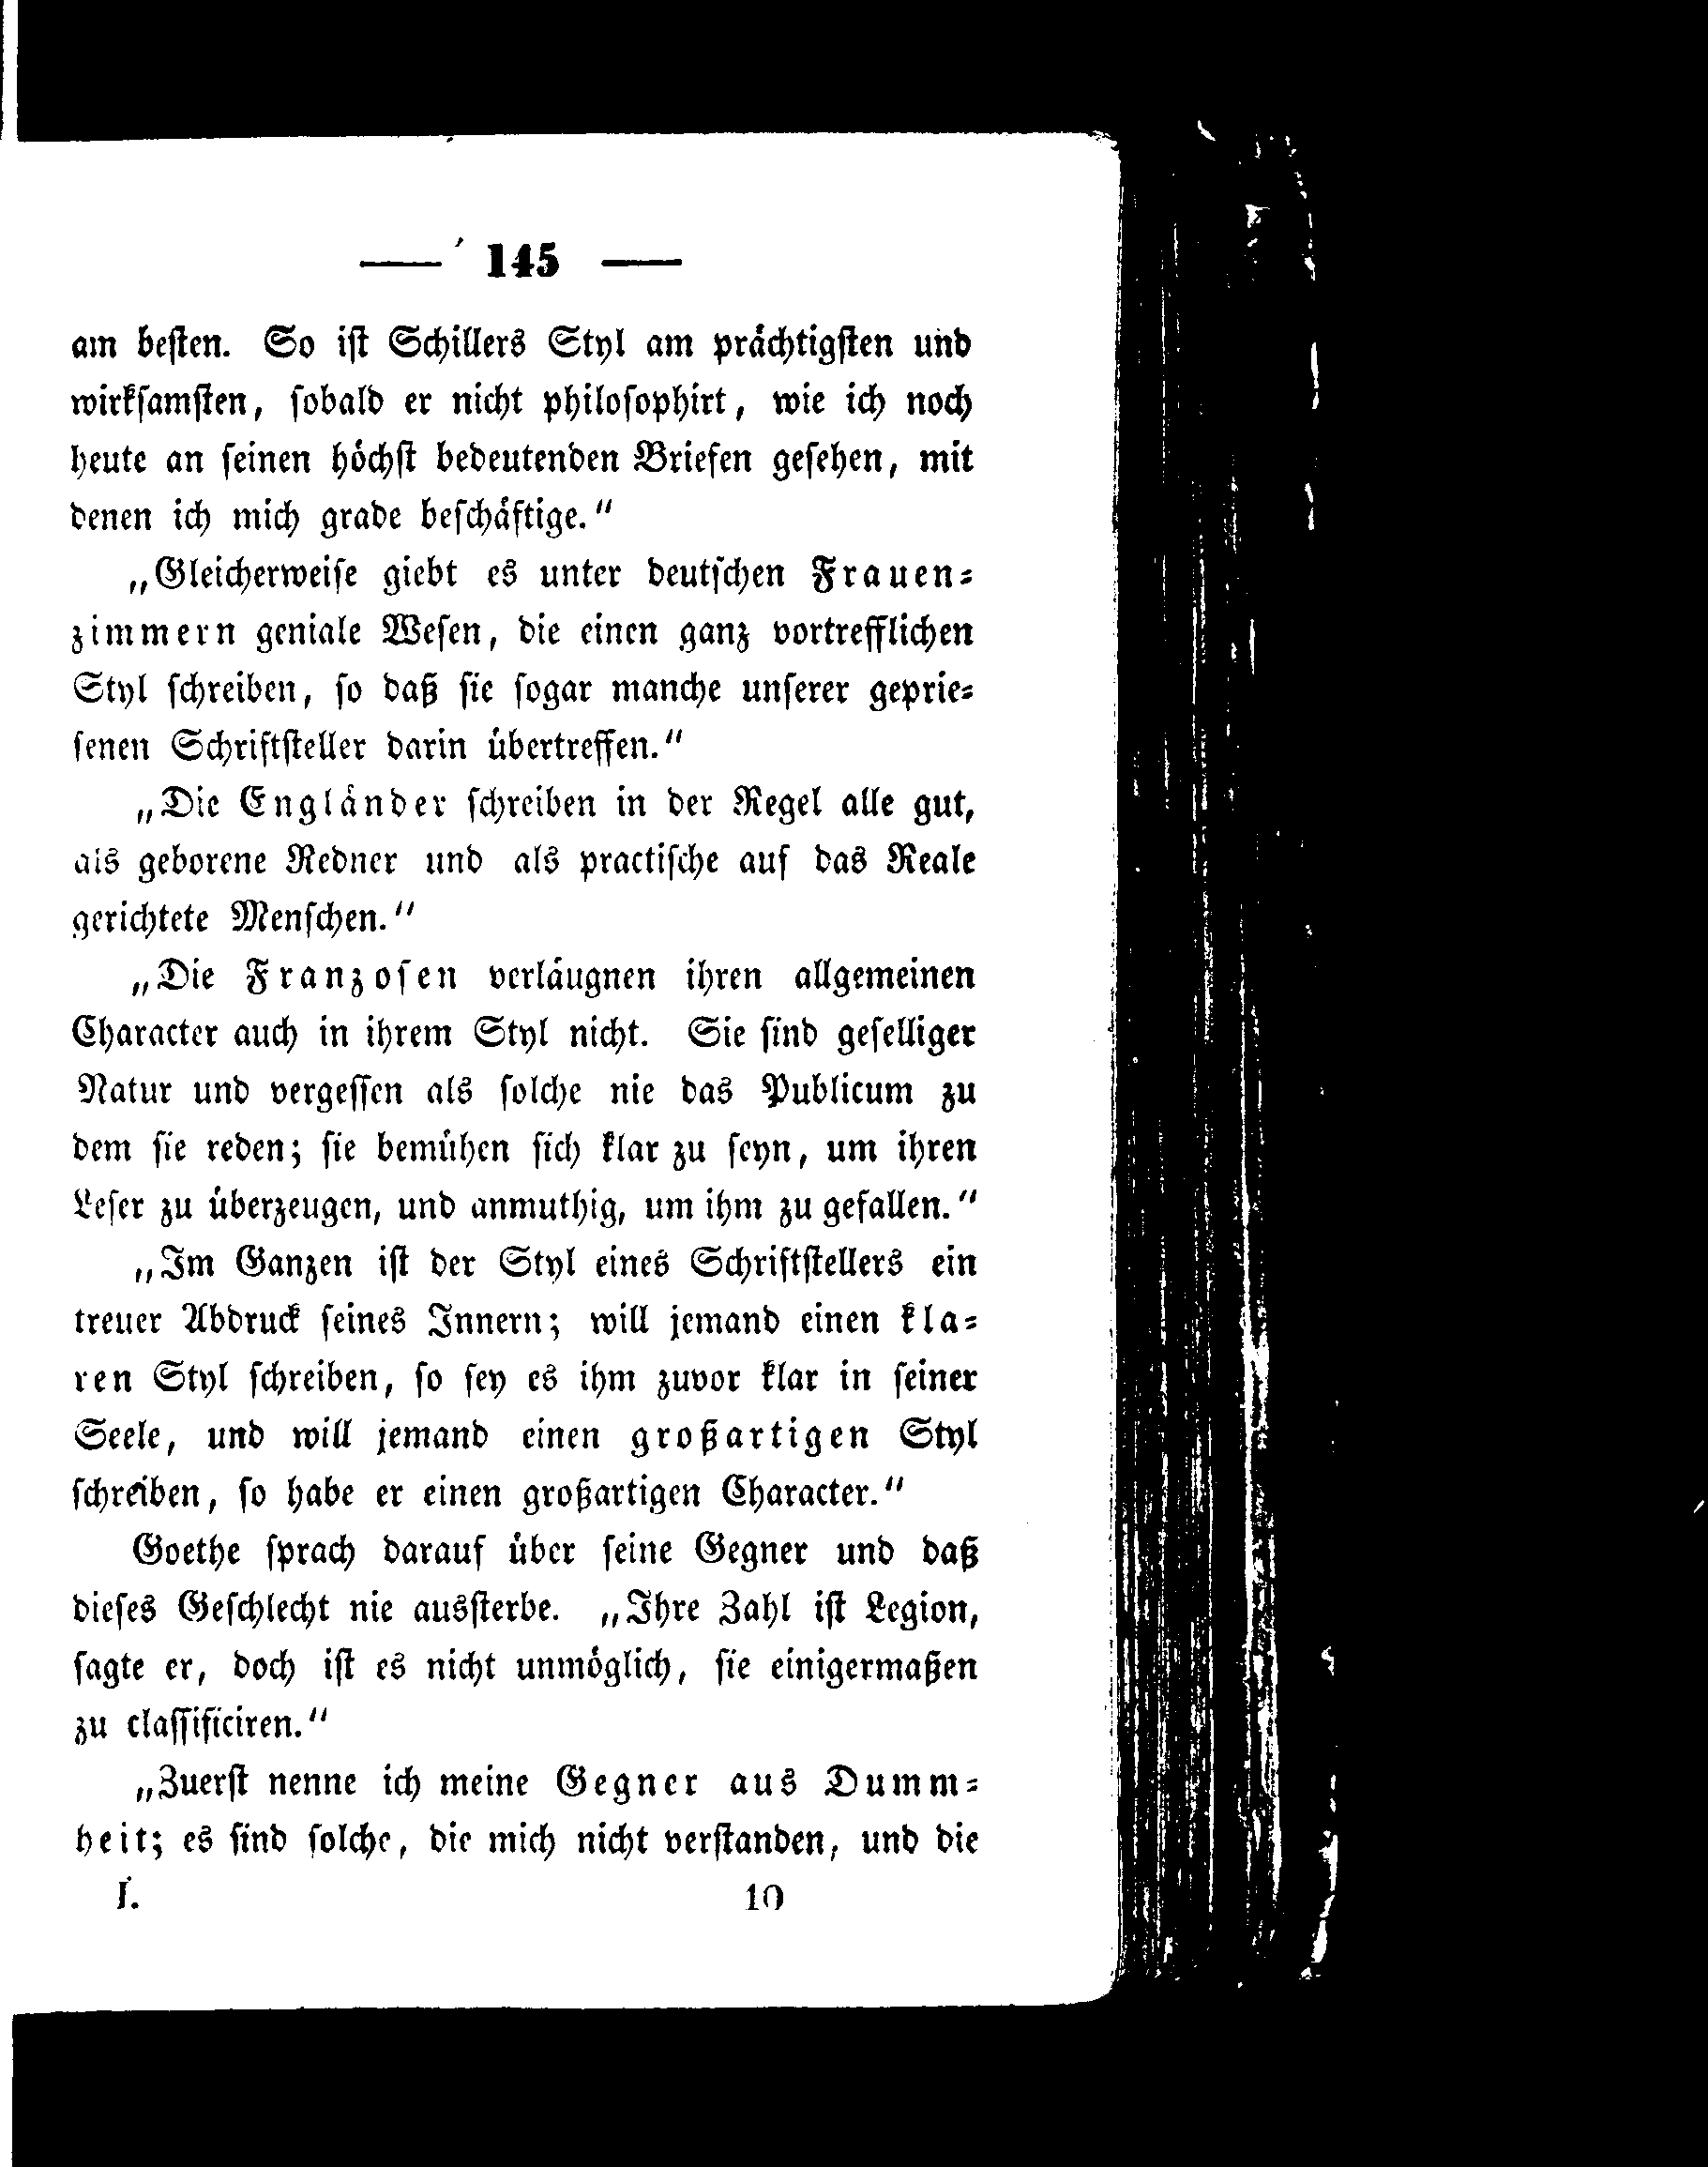 — 145 —
am besten. So ist Schillers Styl am prächtigsten und
wirksamsten, sobald er nicht philosophirt, wie ich noch
heute an seinen höchst bedeutenden Briefen gesehen, mit
denen ich mich grade beschäftige.“
„Gleicherweise giebt es unter deutschen Frauen-
zimmern geniale Wesen, die einen ganz vortrefflichen
Styl schreiben, so daß sie sogar manche unserer geprie-
senen Schriftsteller darin übertreffen.“
„Die Engländer schreiben in der Regel alle gut,
als geborene Redner und als practische auf das Reale
gerichtete Menschen.“
„Die Franzosen verläugnen ihren allgemeinen
Character auch in ihrem Styl nicht. Sie sind geselliger
Natur und vergessen als solche nie das Publicum zu
dem sie reden; sie bemühen sich klar zu seyn, um ihren
Leser zu überzeugen, und anmuthig, um ihm zu gefallen.“
„Im Ganzen ist der Styl eines Schriftstellers ein
treuer Abdruck seines Innern; will jemand einen kla-
ren Styl schreiben, so sey es ihm zuvor klar in seiner
Seele, und will jemand einen großartigen Styl
schreiben, so habe er einen großartigen Character.“
Goethe sprach darauf über seine Gegner und daß
dieses Geschlecht nie aussterbe. „Ihre Zahl ist Legion,
sagte er, doch ist es nicht unmöglich, sie einigermaßen
zu classificiren.“
„Zuerst nenne ich meine Gegner aus Dumm-
heit; es sind solche, die mich nicht verstanden, und die
I. 10